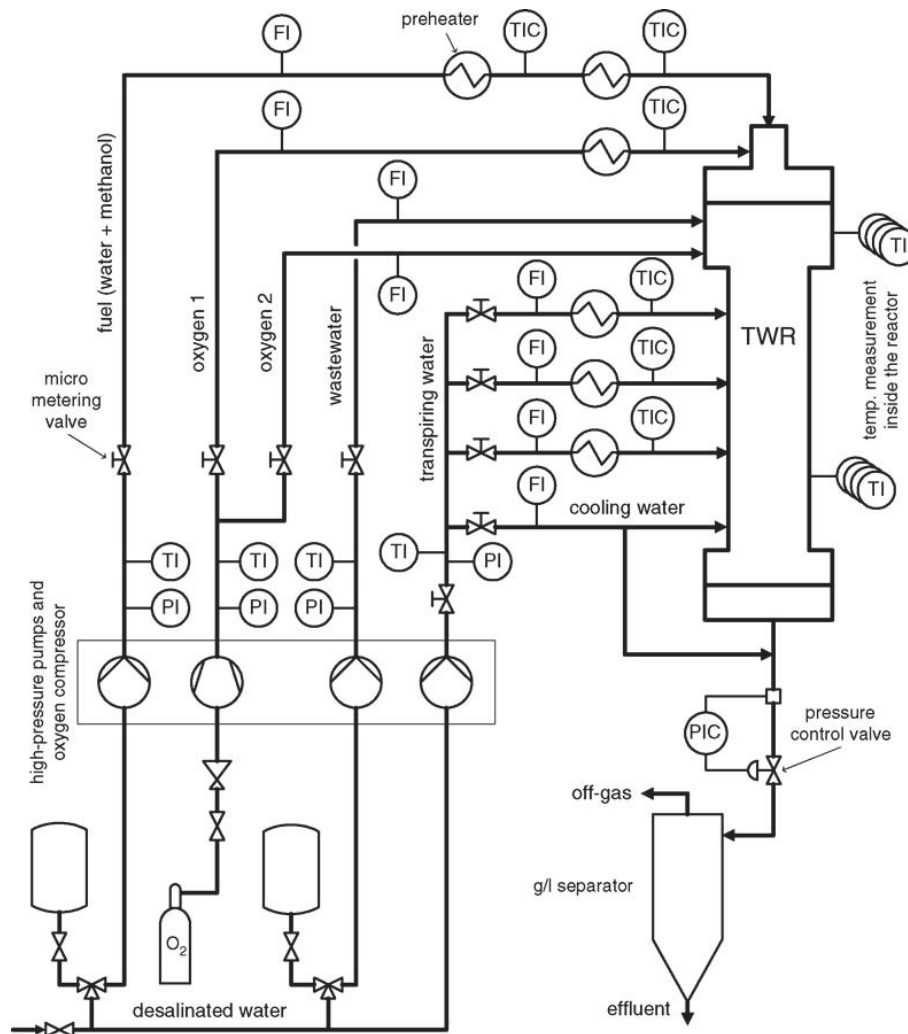 preheater
FI
TIC
TIC
FI
TIC
FI
FI
fuel (water + methanol)
oxygen 1
oxygen 2
wastewater
transpiring water
FI
TIC
FI
TIC
FI
TIC
FI
cooling water
TWR
TI
TI
temp. measurement
inside the reactor
micro
metering
valve
TI
TI
TI
TI
PI
PI
PI
PI
high-pressure pumps and
oxygen compressor
PIC
pressure
control valve
off-gas
g/l separator
O2
desalinated water
effluent